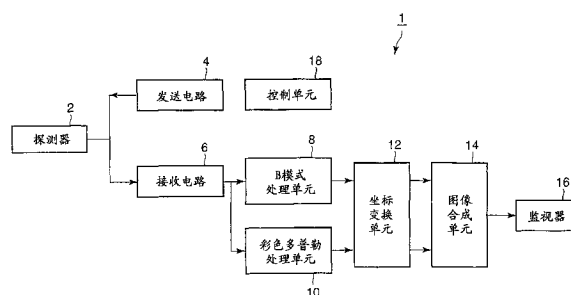 1
4
发送电路
18
控制单元
2
探测器
6
接收电路
8
B模式
处理单元
12
坐标
变换
单元
14
图像
合成
单元
16
监视器
彩色多普勒
处理单元
10